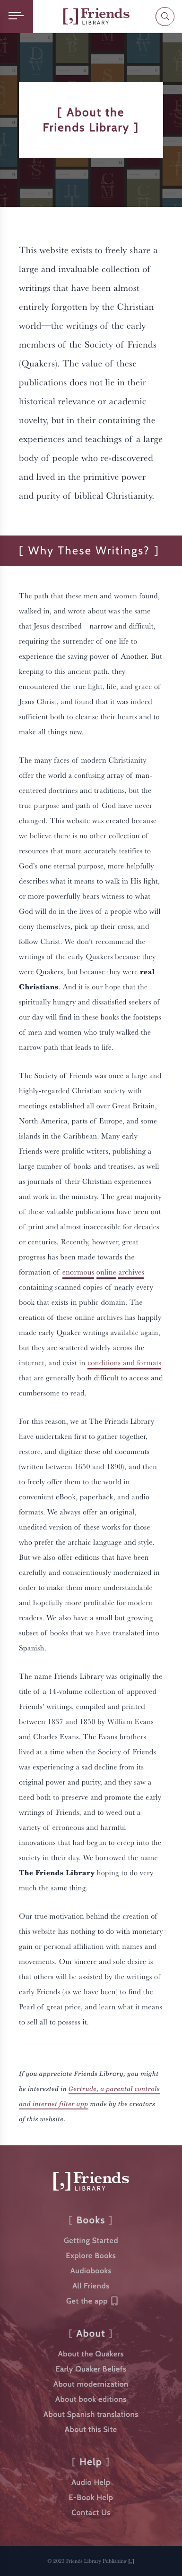 [,] Friends
LIBRARY
[ About the
Friends Library ]
This website exists to freely share a
large and invaluable collection of
writings that have been almost
entirely forgotten by the Christian
world—the writings of the early
members of the Society of Friends
(Quakers). The value of these
publications does not lie in their
historical relevance or academic
novelty, but in their containing the
experiences and teachings of a large
body of people who re-discovered
and lived in the primitive power
and purity of biblical Christianity.
[ Why These Writings? ]
The path that these men and women found,
walked in, and wrote about was the same
that Jesus described—narrow and difficult,
requiring the surrender of one life to
experience the saving power of Another. But
keeping to this ancient path, they
encountered the true light, life, and grace of
Jesus Christ, and found that it was indeed
sufficient both to cleanse their hearts and to
make all things new.
The many faces of modern Christianity
offer the world a confusing array of man-
centered doctrines and traditions, but the
true purpose and path of God have never
changed. This website was created because
we believe there is no other collection of
resources that more accurately testifies to
God's one eternal purpose, more helpfully
describes what it means to walk in His light,
or more powerfully bears witness to what
God will do in the lives of a people who will
deny themselves, pick up their cross, and
follow Christ. We don't recommend the
writings of the early Quakers because they
were Quakers, but because they were real
Christians. And it is our hope that the
spiritually hungry and dissatisfied seekers of
our day will find in these books the footsteps
of men and women who truly walked the
narrow path that leads to life.
The Society of Friends was once a large and
highly-regarded Christian society with
meetings established all over Great Britain,
North America, parts of Europe, and some
islands in the Caribbean. Many early
Friends were prolific writers, publishing a
large number of books and treatises, as well
as journals of their Christian experiences
and work in the ministry. The great majority
of these valuable publications have been out
of print and almost inaccessible for decades
or centuries. Recently, however, great
progress has been made towards the
formation of enormous online archives
containing scanned copies of nearly every
book that exists in public domain. The
creation of these online archives has happily
made early Quaker writings available again,
but they are scattered widely across the
internet, and exist in conditions and formats
that are generally both difficult to access and
cumbersome to read.
For this reason, we at The Friends Library
have undertaken first to gather together,
restore, and digitize these old documents
(written between 1650 and 1890), and then
to freely offer them to the world in
convenient eBook, paperback, and audio
formats. We always offer an original,
unedited version of these works for those
who prefer the archaic language and style.
But we also offer editions that have been
carefully and conscientiously modernized in
order to make them more understandable
and hopefully more profitable for modern
readers. We also have a small but growing
subset of books that we have translated into
Spanish.
The name Friends Library was originally the
title of a 14-volume collection of approved
Friends' writings, compiled and printed
between 1837 and 1850 by William Evans
and Charles Evans. The Evans brothers
lived at a time when the Society of Friends
was experiencing a sad decline from its
original power and purity, and they saw a
need to preserve and promote the early
writings of Friends, and to weed out a
variety of erroneous and harmful
innovations that had begun to creep into the
society in their day. We borrowed the name
The Friends Library hoping to do very
much the same thing.
Our true motivation behind the creation of
this website has nothing to do with monetary
gain or personal affiliation with names and
movements. Our sincere and sole desire is
that others will be assisted by the writings of
early Friends (as we have been) to find the
Pearl of great price, and learn what it means
to sell all to possess it.
If you appreciate Friends Library, you might
be interested in Gertrude, a parental controls
and internet filter app made by the creators
of this website.
[,] Friends
LIBRARY
[ Books ]
Getting Started
Explore Books
Audiobooks
All Friends
Get the app
[ About ]
About the Quakers
Early Quaker Beliefs
About modernization
About book editions
About Spanish translations
About this Site
[ Help ]
Audio Help
E-Book Help
Contact Us
© 2025 Friends Library Publishing [,]